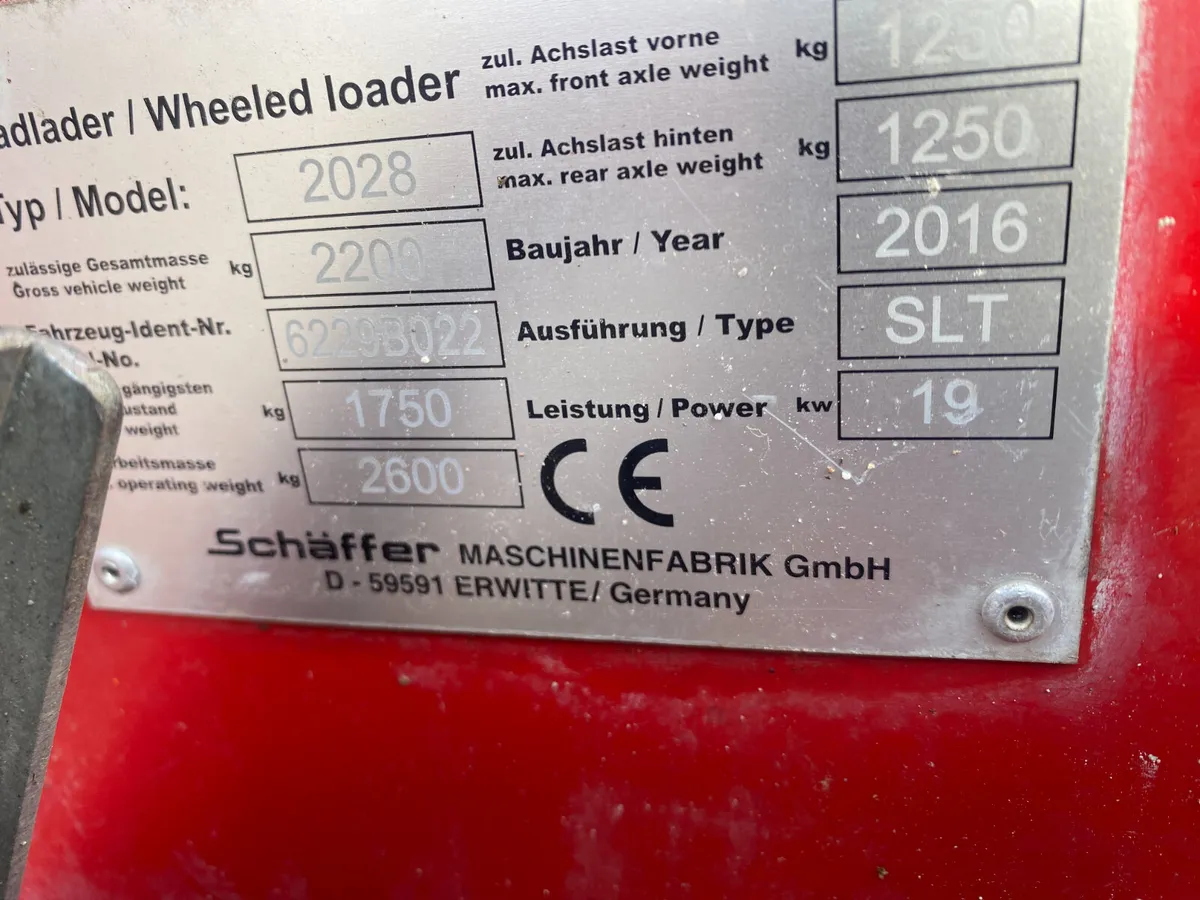 adlader / Wheeled loader
Typ / Model: 2028
zulässige Gesamtmasse
Gross vehicle weight kg 2200
Fahrzeug-Ident-Nr.
-No. 6229B022
gängigsten
ustand
weight kg 1750
rbeitsmasse
operating weight kg 2600
zul. Achslast vorne
max. front axle weight kg
zul. Achslast hinten
max. rear axle weight kg 1250
Baujahr / Year 2016
Ausführung / Type SLT
Leistung / Power kw 19
CE
Schäffer MASCHINENFABRIK GmbH
D - 59591 ERWITTE/ Germany